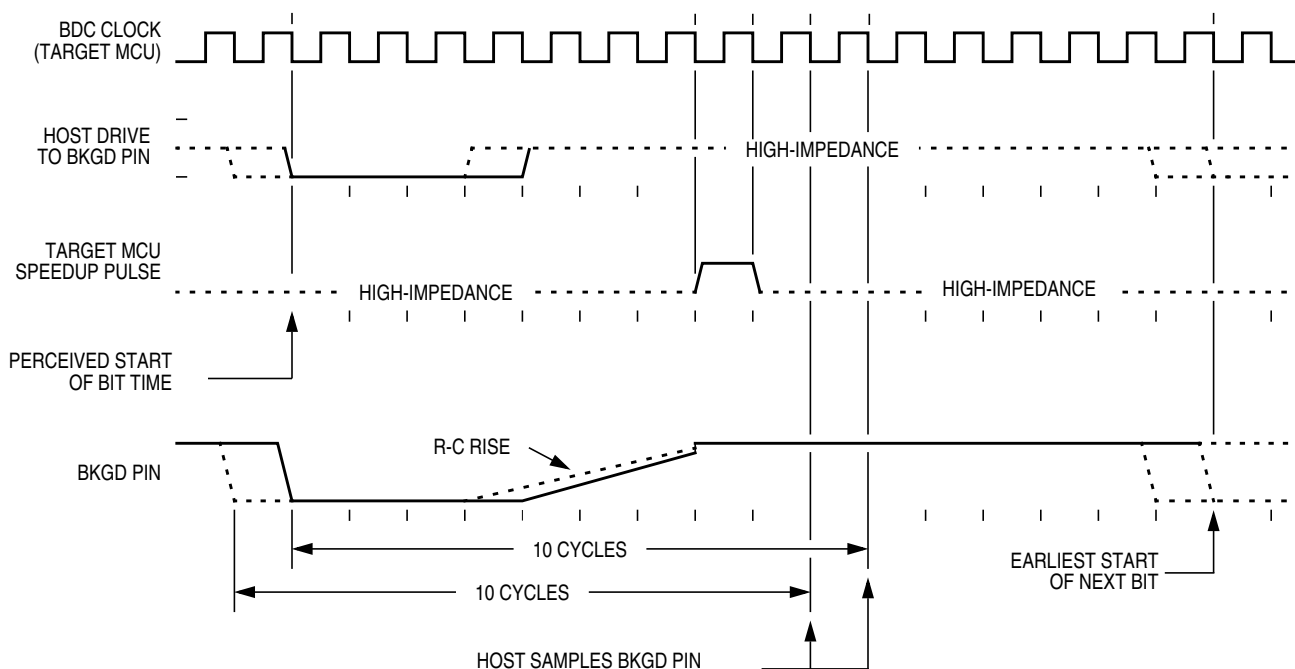 BDC CLOCK
(TARGET MCU)
HOST DRIVE
TO BKGD PIN
HIGH-IMPEDANCE
TARGET MCU
SPEEDUP PULSE
HIGH-IMPEDANCE
HIGH-IMPEDANCE
PERCEIVED START
OF BIT TIME
R-C RISE
BKGD PIN
10 CYCLES
EARLIEST START
OF NEXT BIT
10 CYCLES
HOST SAMPLES BKGD PIN